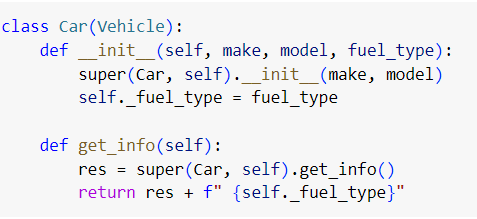 class Car(Vehicle):
    def __init__(self, make, model, fuel_type):
        super(Car, self).__init__(make, model)
        self._fuel_type = fuel_type

    def get_info(self):
        res = super(Car, self).get_info()
        return res + f" {self._fuel_type}"